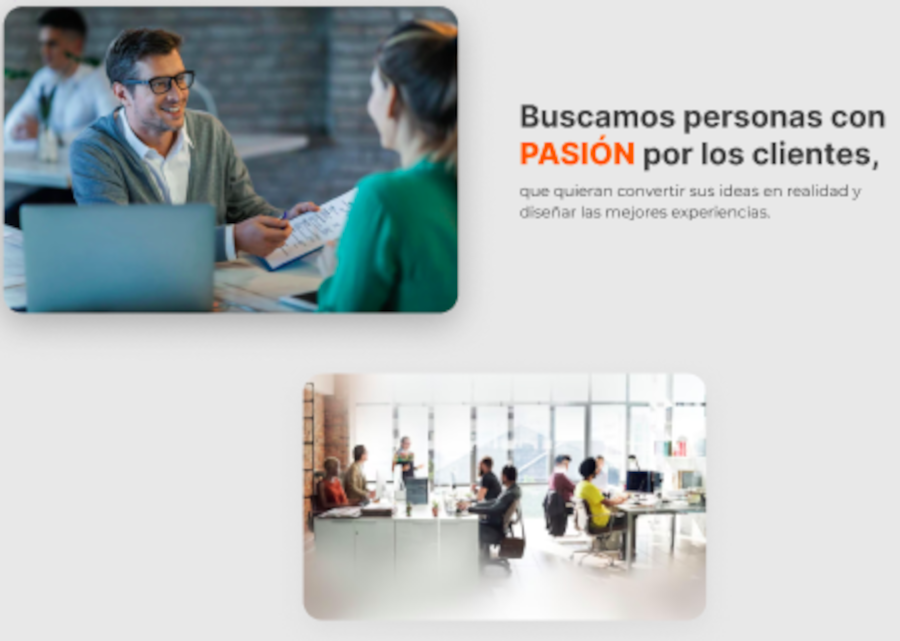 Buscamos personas con
PASIÓN por los clientes,
que quieran convertir sus ideas en realidad y
diseñar las mejores experiencias.